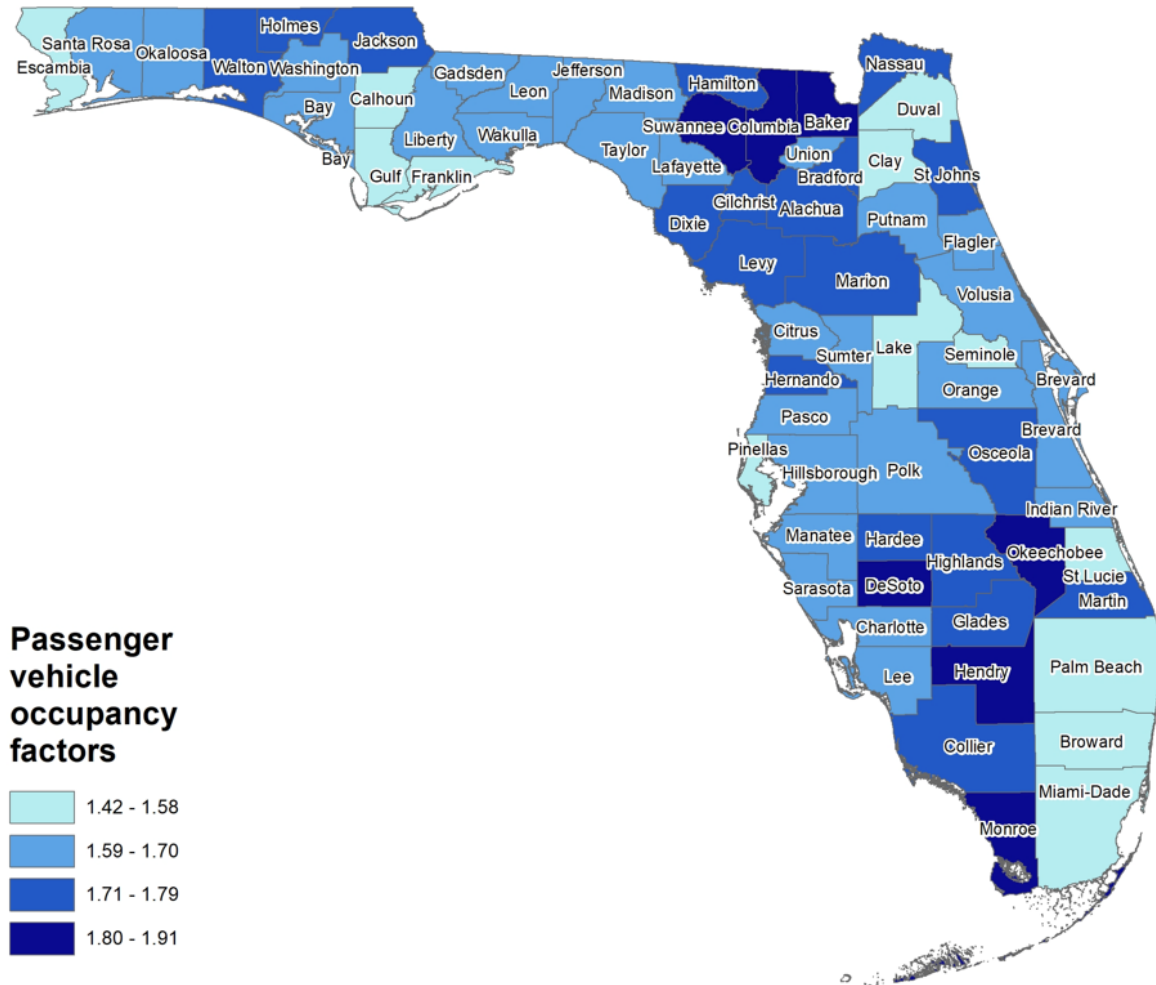 Holmes
Jackson
Santa Rosa
Okaloosa
Escambia
Walton
Washington
Calhoun
Bay
Bay
Gulf
Franklin
Liberty
Gadsden
Leon
Wakulla
Jefferson
Madison
Taylor
Hamilton
Suwannee
Columbia
Baker
Nassau
Duval
Lafayette
Union
Bradford
Clay
St Johns
Gilchrist
Alachua
Dixie
Putnam
Flagler
Levy
Marion
Volusia
Citrus
Sumter
Lake
Seminole
Hernando
Orange
Brevard
Pasco
Brevard
Pinellas
Hillsborough
Polk
Osceola
Indian River
Manatee
Hardee
Highlands
Okeechobee
St Lucie
Sarasota
DeSoto
Martin
Charlotte
Glades
Lee
Hendry
Palm Beach
Collier
Broward
Miami-Dade
Monroe
Passenger
vehicle
occupancy
factors
1.42 - 1.58
1.59 - 1.70
1.71 - 1.79
1.80 - 1.91